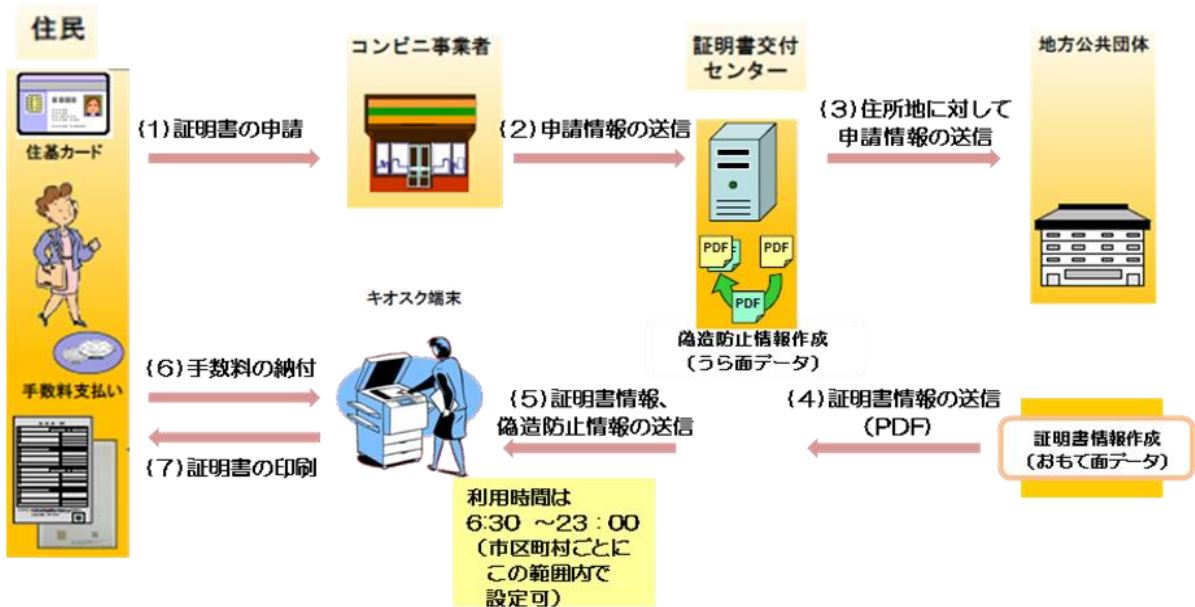 住民
コンビニ事業者
証明書交付
センター
地方公共団体
住基カード
(1)証明書の申請
(2)申請情報の送信
(3)住所地に対して
申請情報の送信
PDF
PDF
PDF
キオスク端末
偽造防止情報作成
(うら面データ)
手数料支払い
(6)手数料の納付
(7)証明書の印刷
(5)証明書情報、
偽造防止情報の送信
(4)証明書情報の送信
(PDF)
証明書情報作成
(おもて面データ)
利用時間は
6:30 ~23:00
(市区町村ごとに
この範囲内で
設定可)